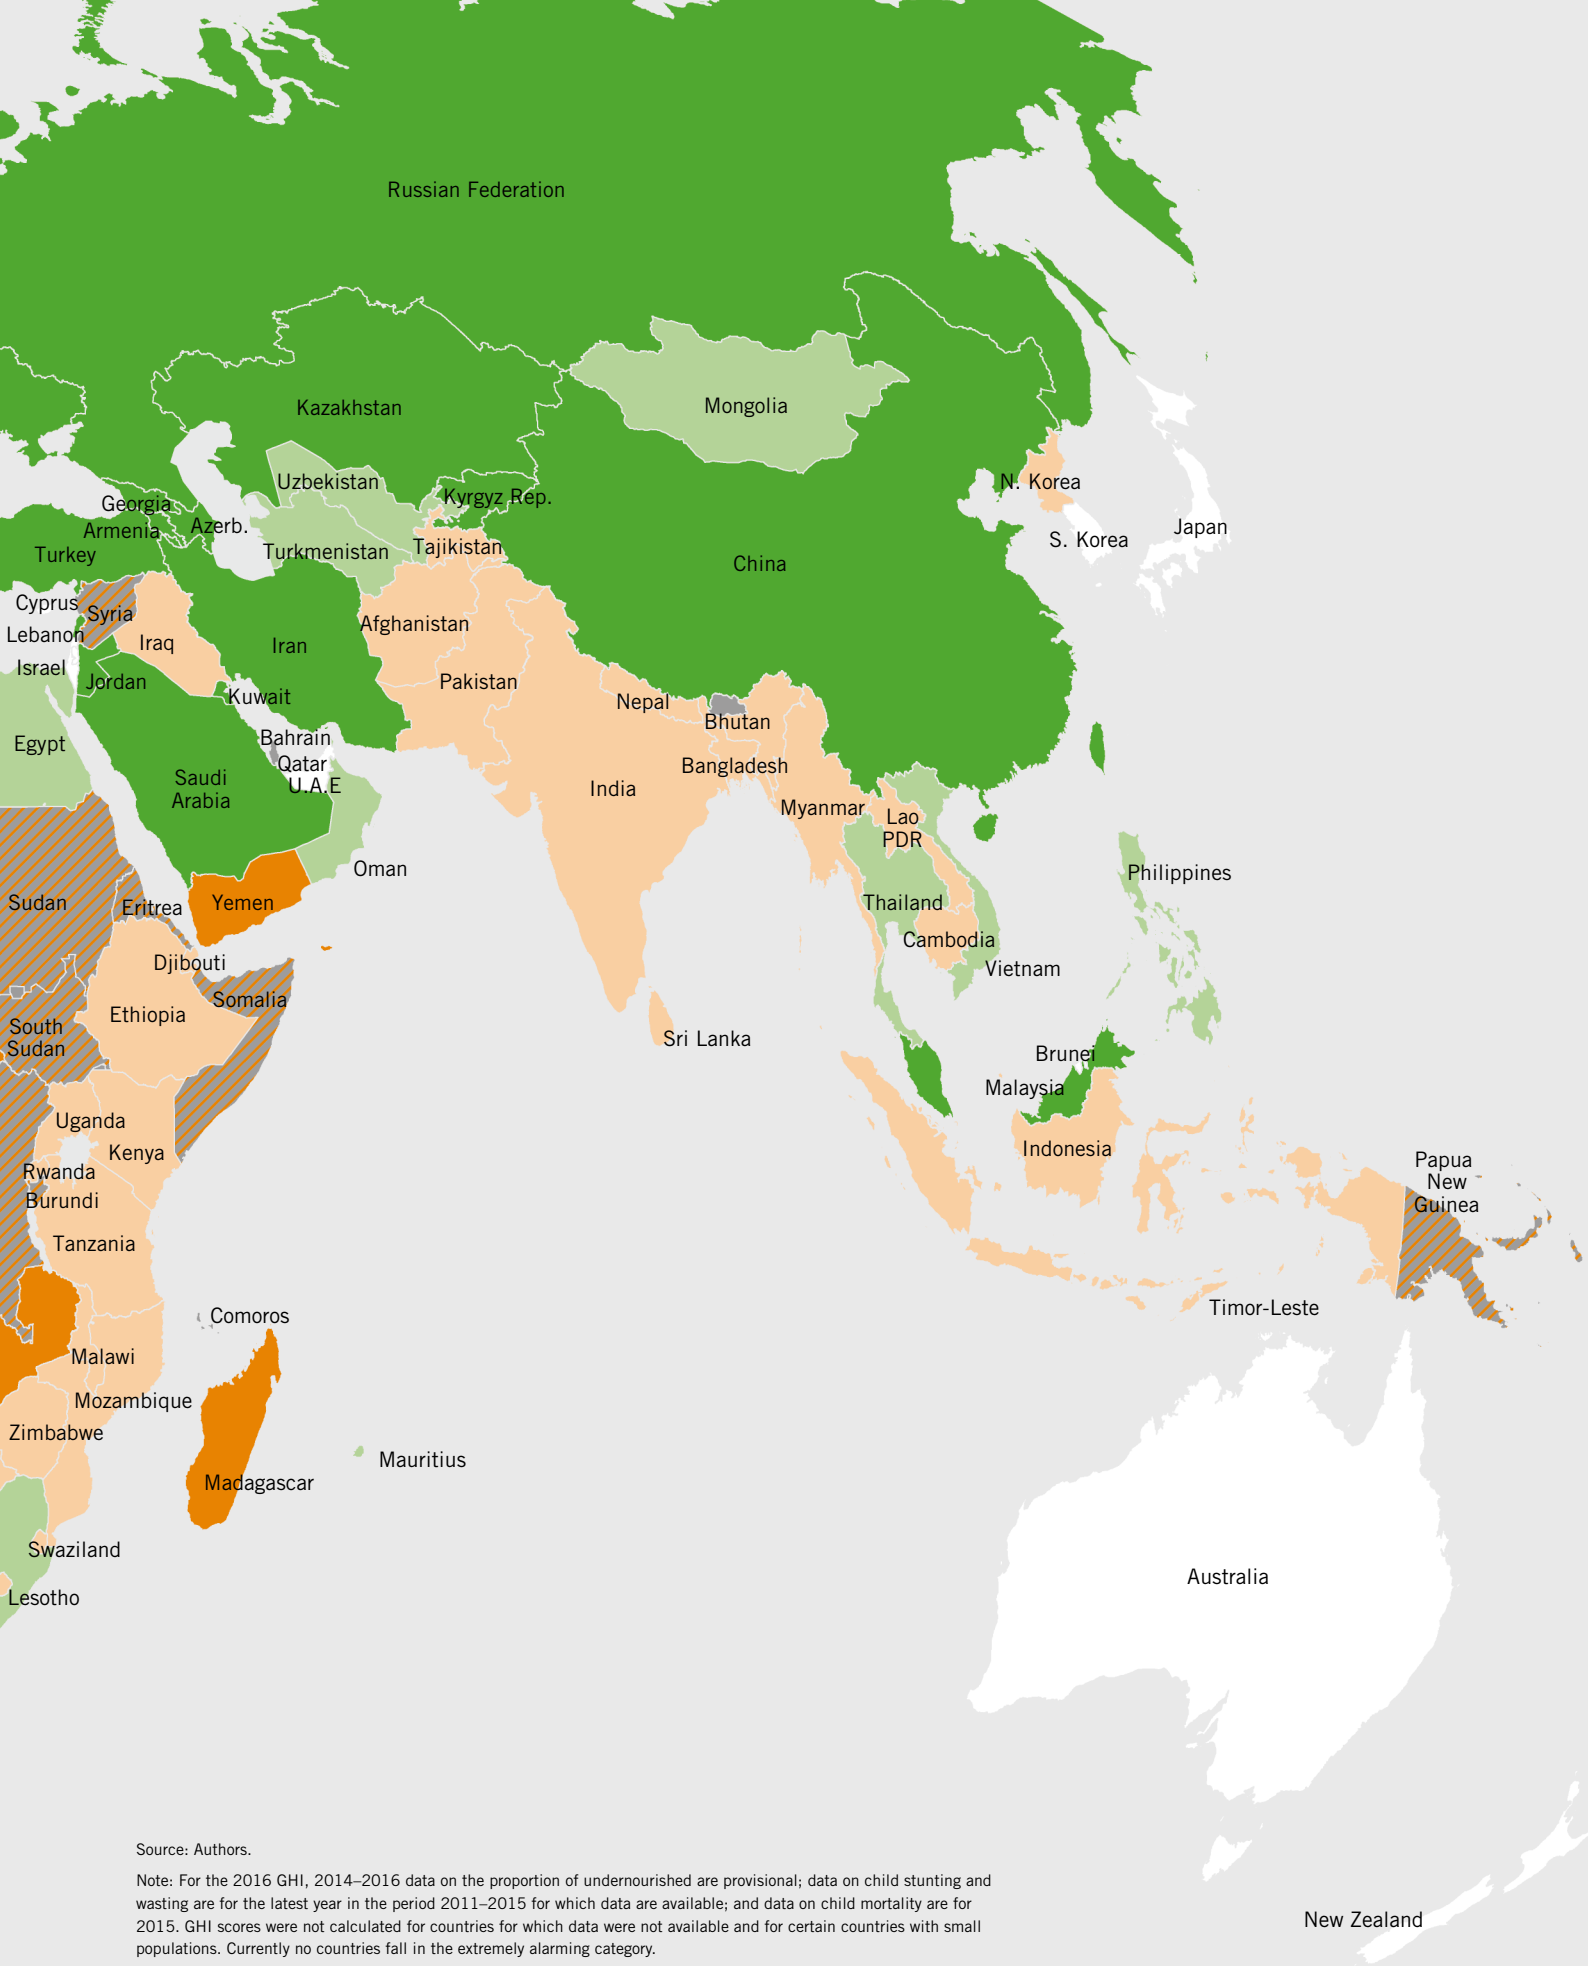 Russian Federation
Kazakhstan
Mongolia
Uzbekistan
N. Korea
Kyrgyz Rep.
Georgia
Azerb.
Armenia
Japan
S. Korea
Tajikistan
Turkmenistan
Turkey
China
Cyprus
Syria
Afghanistan
Lebanon
Iraq
Iran
Israel
Jordan
Pakistan
Kuwait
Nepal
Bhutan
Bahrain
Egypt
Qatar
Bangladesh
Saudi
Arabia
U.A.E
India
Myanmar
Lao
PDR
Oman
Philippines
Sudan
Eritrea
Yemen
Thailand
Cambodia
Djibouti
Vietnam
Somalia
Ethiopia
South
Sudan
Sri Lanka
Brunei
Malaysia
Uganda
Kenya
Indonesia
Papua
New
Guinea
Rwanda
Burundi
Tanzania
Timor-Leste
Comoros
Malawi
Mozambique
Zimbabwe
Mauritius
Madagascar
Swaziland
Australia
Lesotho
Source: Authors.
Note: For the 2016 GHI, 2014–2016 data on the proportion of undernourished are provisional; data on child stunting and
wasting are for the latest year in the period 2011–2015 for which data are available; and data on child mortality are for
2015. GHI scores were not calculated for countries for which data were not available and for certain countries with small
populations. Currently no countries fall in the extremely alarming category.
New Zealand